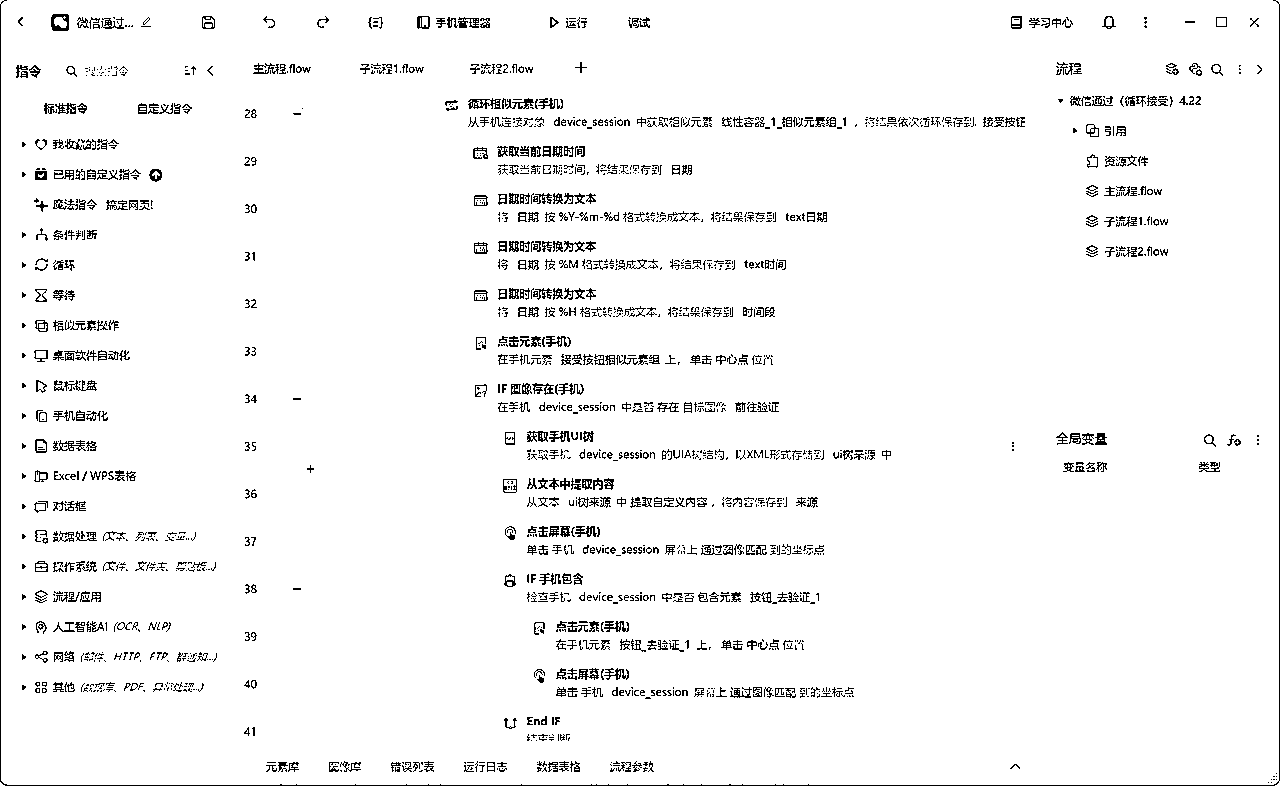 微信通过...
手机管理器
运行
调试
学习中心
指令
搜索指令
主流程.flow
子流程1.flow
子流程2.flow
流程
标准指令
自定义指令
我收藏的指令
已用的自定义指令
魔法指令 搞定网页!
条件判断
循环
等待
相似元素操作
桌面软件自动化
鼠标键盘
手机自动化
数据表格
Excel / WPS表格
对话框
数据处理 (文本、列表、变量...)
操作系统 (文件、文件夹、剪贴板...)
流程/应用
人工智能AI (OCR、NLP)
网络 (邮件、HTTP、FTP、群通知...)
其他 (数据库、PDF、异常处理...)
28
循环相似元素(手机)
从手机连接对象 device_session 中获取相似元素 线性容器_1_相似元素组_1 ，将结果依次循环保存到 接受按钮
29
获取当前日期时间
获取当前日期时间，将结果保存到 日期
30
日期时间转换为文本
将 日期 按 %Y-%m-%d 格式转换成文本，将结果保存到 text日期
31
日期时间转换为文本
将 日期 按 %M 格式转换成文本，将结果保存到 text时间
32
日期时间转换为文本
将 日期 按 %H 格式转换成文本，将结果保存到 时间段
33
点击元素(手机)
在手机元素 接受按钮相似元素组 上，单击 中心点 位置
34
IF 图像存在(手机)
在手机 device_session 中是否 存在 目标图像 前往验证
35
获取手机UI树
获取手机 device_session 的UIA树结构，以XML形式存储到 ui树来源 中
36
从文本中提取内容
从文本 ui树来源 中 提取自定义内容 ，将内容保存到 来源
37
点击屏幕(手机)
单击 手机 device_session 屏幕上 通过图像匹配 到的坐标点
38
IF 手机包含
检查手机 device_session 中是否 包含元素 按钮_去验证_1
39
点击元素(手机)
在手机元素 按钮_去验证_1 上，单击 中心点 位置
40
点击屏幕(手机)
单击 手机 device_session 屏幕上 通过图像匹配 到的坐标点
41
End IF
结束判断
微信通过（循环接受）4.22
引用
资源文件
主流程.flow
子流程1.flow
子流程2.flow
全局变量
变量名称
类型
元素库
图像库
错误列表
运行日志
数据表格
流程参数